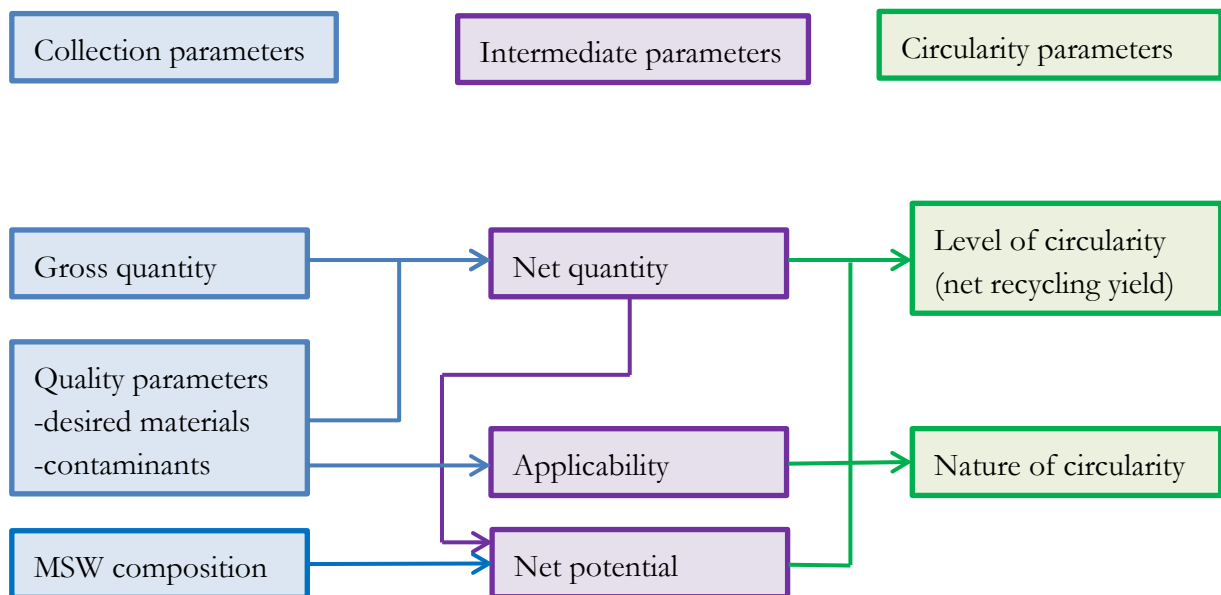 Collection parameters
Intermediate parameters
Circularity parameters
Gross quantity
Net quantity
Level of circularity
(net recycling yield)
Quality parameters
-desired materials
-contaminants
Applicability
Nature of circularity
MSW composition
Net potential